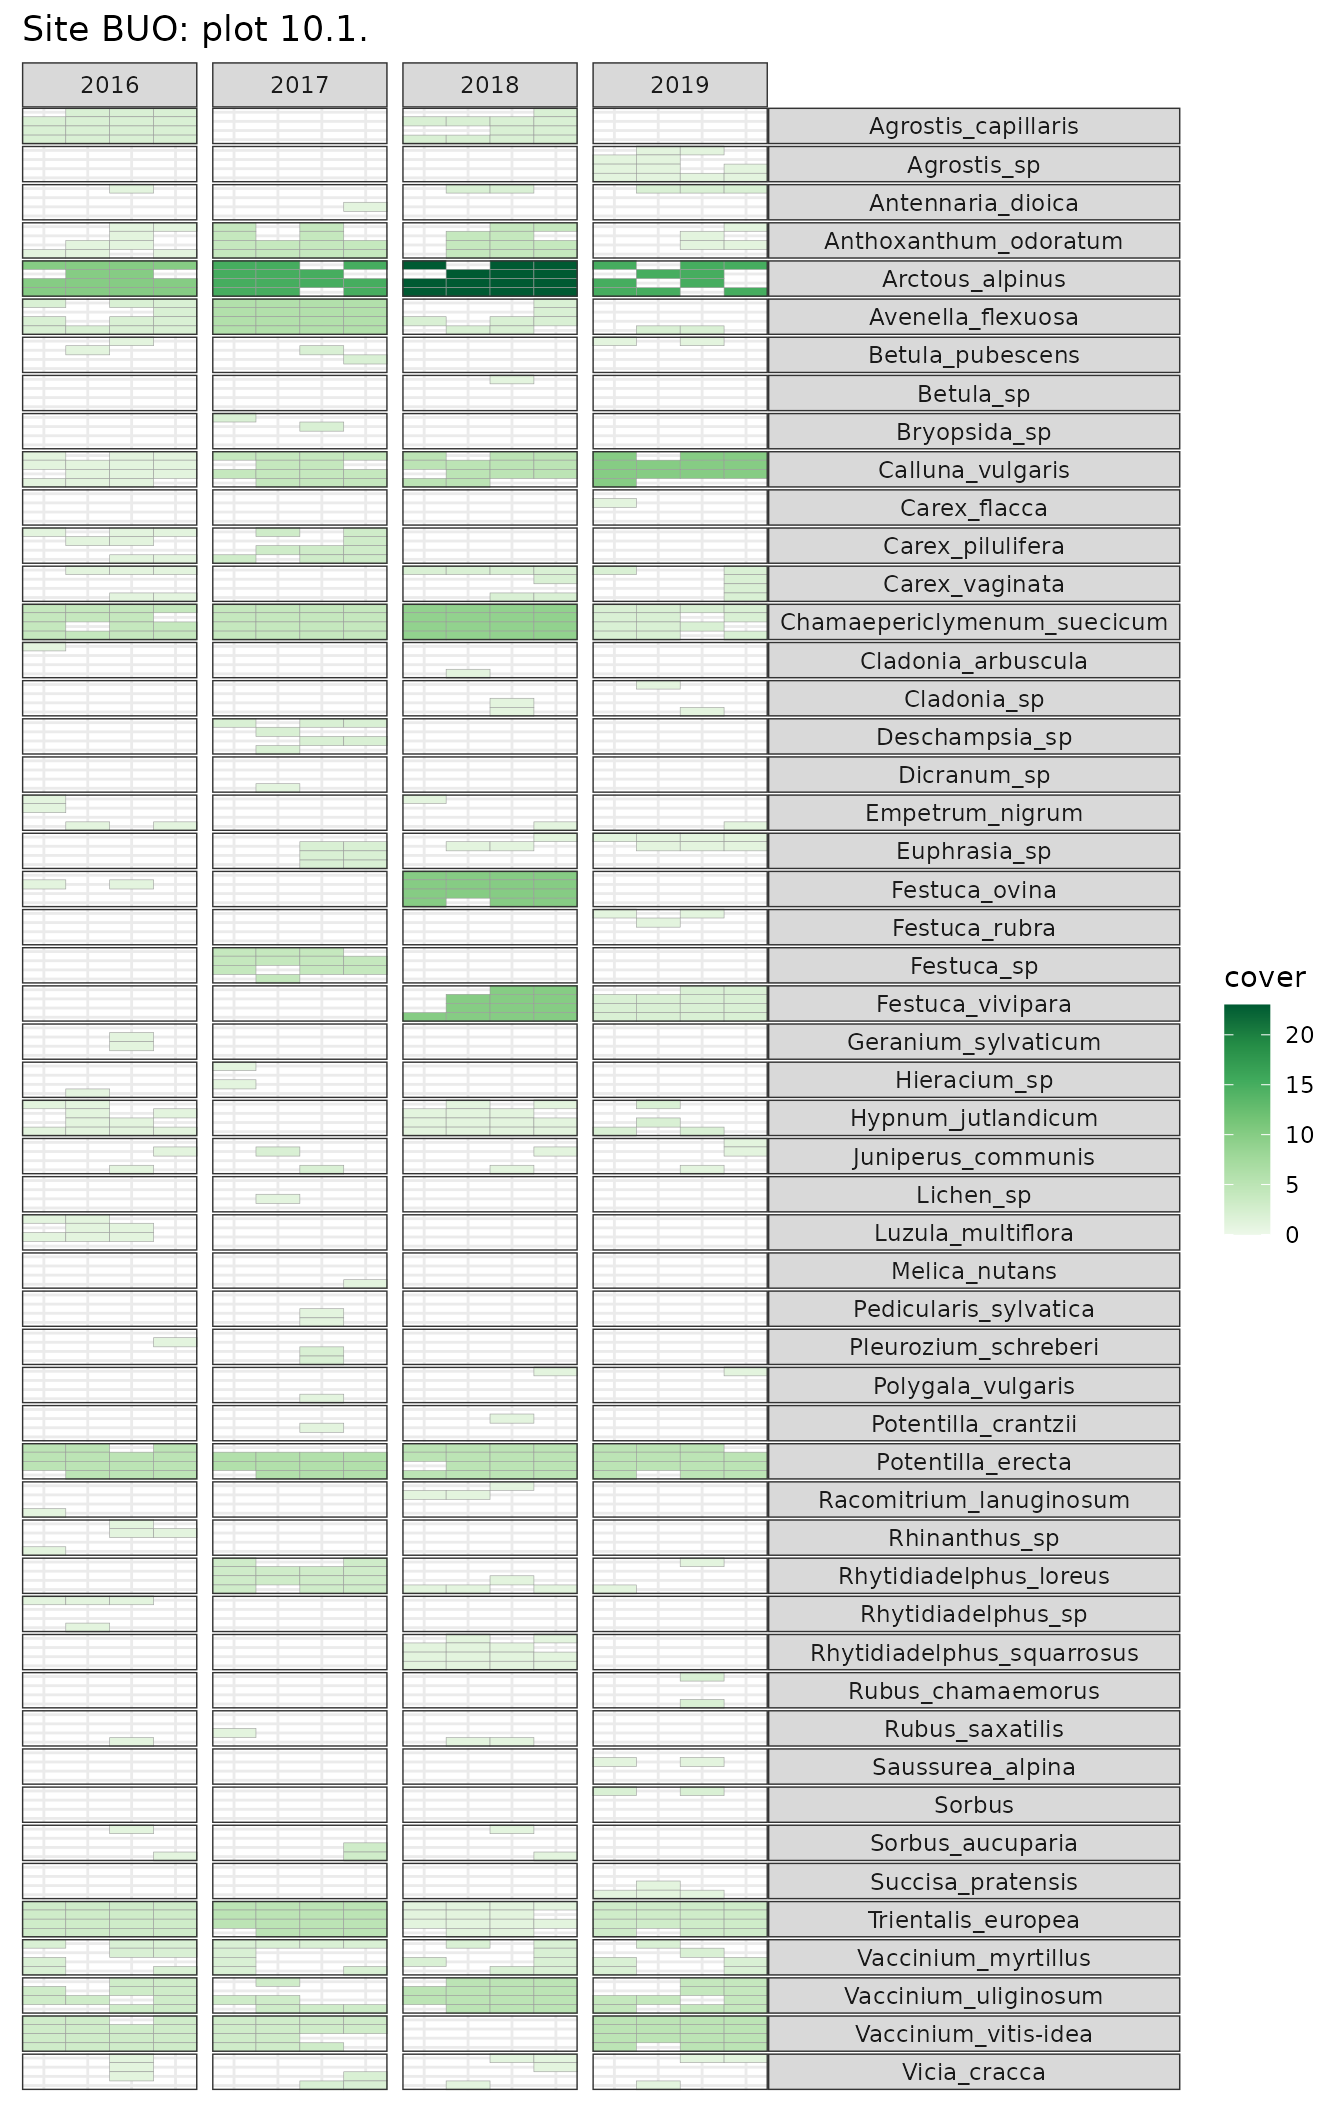 Site BUO: plot 10.1.
2016 2017 2018 2019
Agrostis_capillaris
Agrostis_sp
Antennaria_dioica
Anthoxanthum_odoratum
Arctous_alpinus
Avenella_flexuosa
Betula_pubescens
Betula_sp
Bryopsida_sp
Calluna_vulgaris
Carex_flacca
Carex_pilulifera
Carex_vaginata
Chamaepericlymenum_suecicum
Cladonia_arbuscula
Cladonia_sp
Deschampsia_sp
Dicranum_sp
Empetrum_nigrum
Euphrasia_sp
Festuca_ovina
Festuca_rubra
Festuca_sp
Festuca_vivipara
Geranium_sylvaticum
Hieracium_sp
Hypnum_jutlandicum
Juniperus_communis
Lichen_sp
Luzula_multiflora
Melica_nutans
Pedicularis_sylvatica
Pleurozium_schreberi
Polygala_vulgaris
Potentilla_crantzii
Potentilla_erecta
Racomitrium_lanuginosum
Rhinanthus_sp
Rhytidiadelphus_loreus
Rhytidiadelphus_sp
Rhytidiadelphus_squarrosus
Rubus_chamaemorus
Rubus_saxatilis
Saussurea_alpina
Sorbus
Sorbus_aucuparia
Succisa_pratensis
Trientalis_europea
Vaccinium_myrtillus
Vaccinium_uliginosum
Vaccinium_vitis-idea
Vicia_cracca
cover
20
15
10
5
0